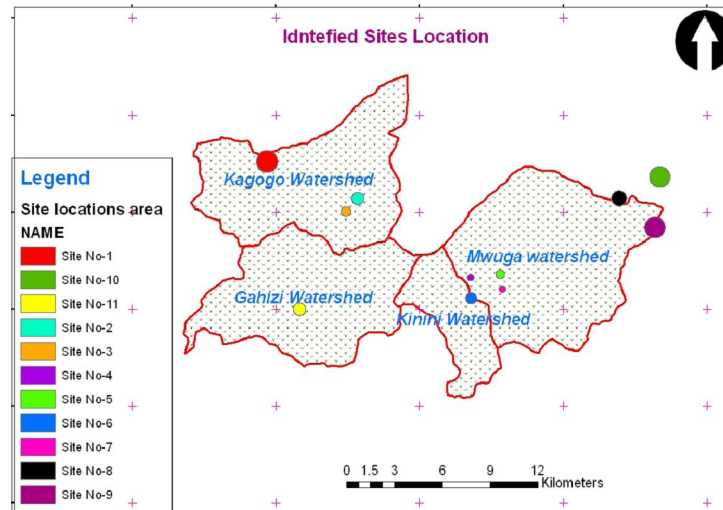 Idntefied Sites Location
Kagogo Watershed
Mwuga watershed
Gahizi Watershed
Kinini Watershed
Legend
Site locations area
NAME
Site No-1
Site No-10
Site No-11
Site No-2
Site No-3
Site No-4
Site No-5
Site No-6
Site No-7
Site No-8
Site No-9
0 1.5 3 6 9 12
Kilometers